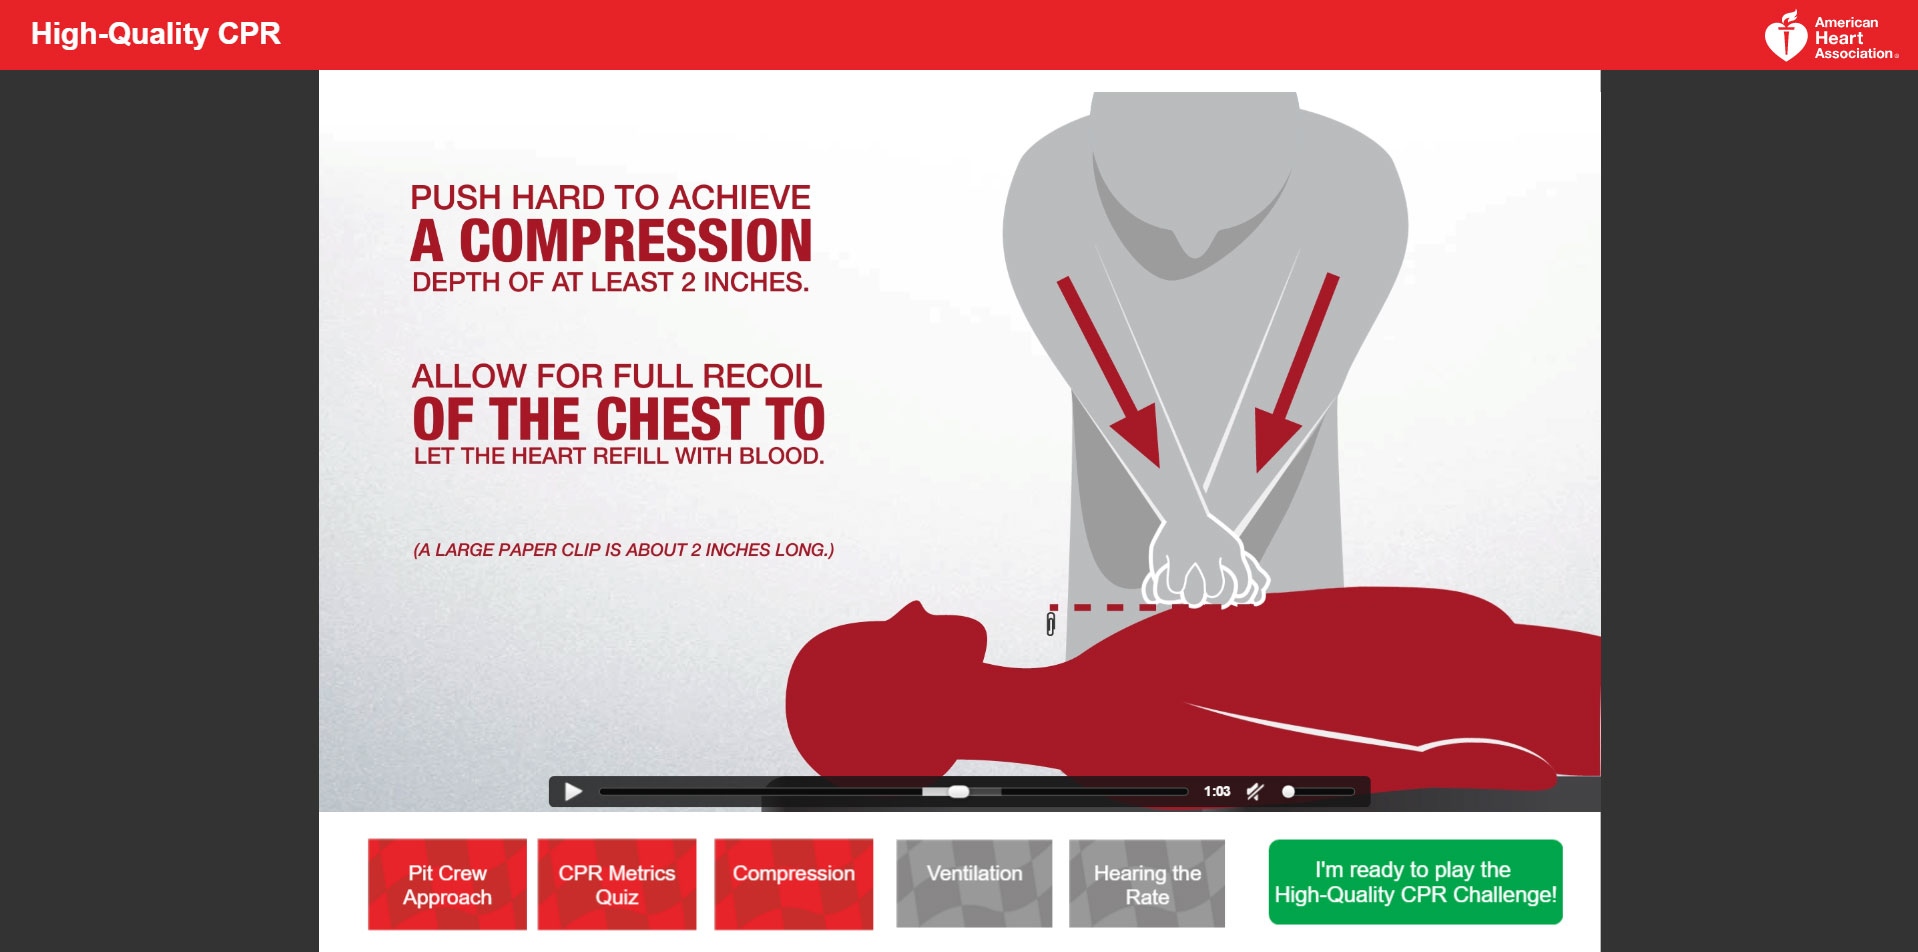 High-Quality CPR
American
Heart
Association®
PUSH HARD TO ACHIEVE
A COMPRESSION
DEPTH OF AT LEAST 2 INCHES.
ALLOW FOR FULL RECOIL
OF THE CHEST TO
LET THE HEART REFILL WITH BLOOD.
(A LARGE PAPER CLIP IS ABOUT 2 INCHES LONG.)
1:03
Pit Crew
Approach
CPR Metrics
Quiz
Compression
Ventilation
Hearing the
Rate
I'm ready to play the
High-Quality CPR Challenge!